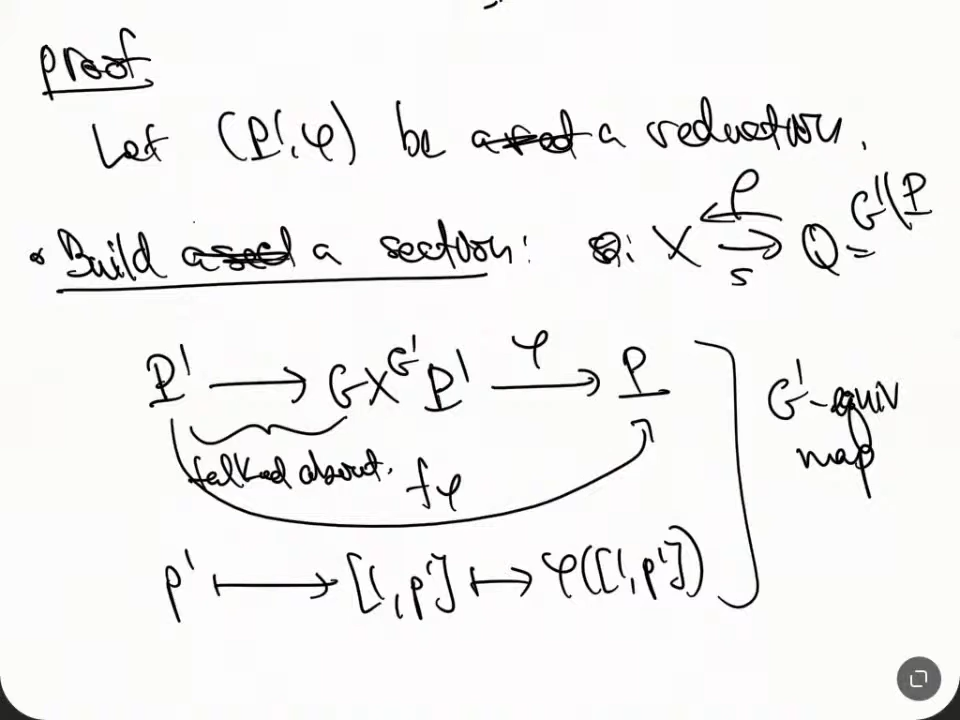 proof
Let (P', φ) be a reduction.
• Build a section: X ⇄ Q = G'\P
ρ
s
P' ⟶ G ×^{G'} P' ⟶ P
φ
G'-equiv
map
talked about.
f_φ
p' ⟼ [1, p'] ⟼ φ([1, p'])